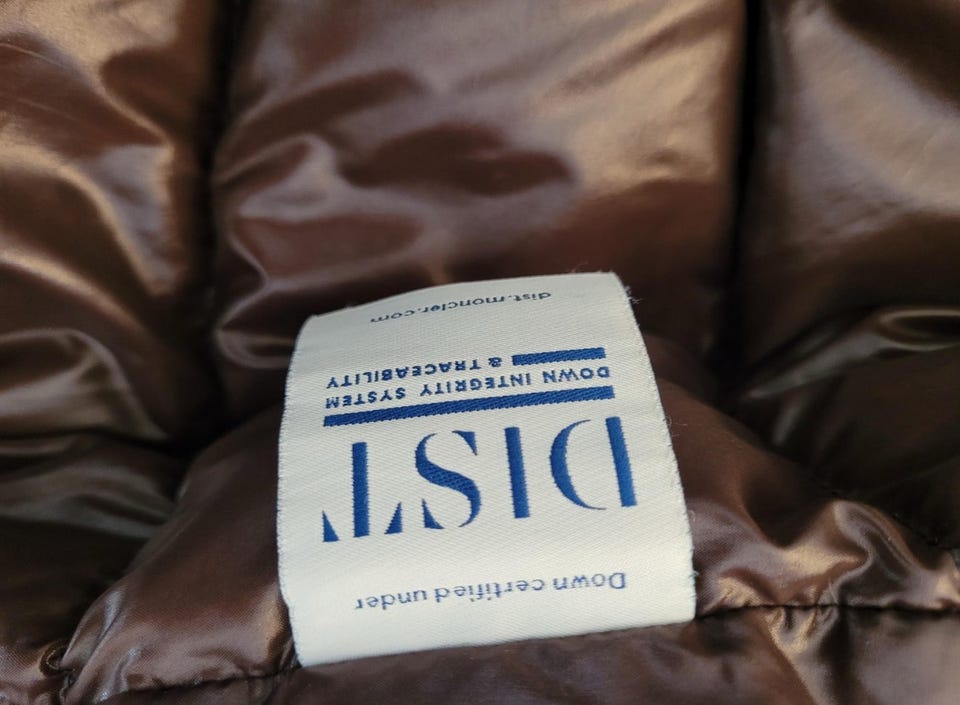 Down certified under
DIST
DOWN INTEGRITY SYSTEM
& TRACEABILITY
dist.moncler.com